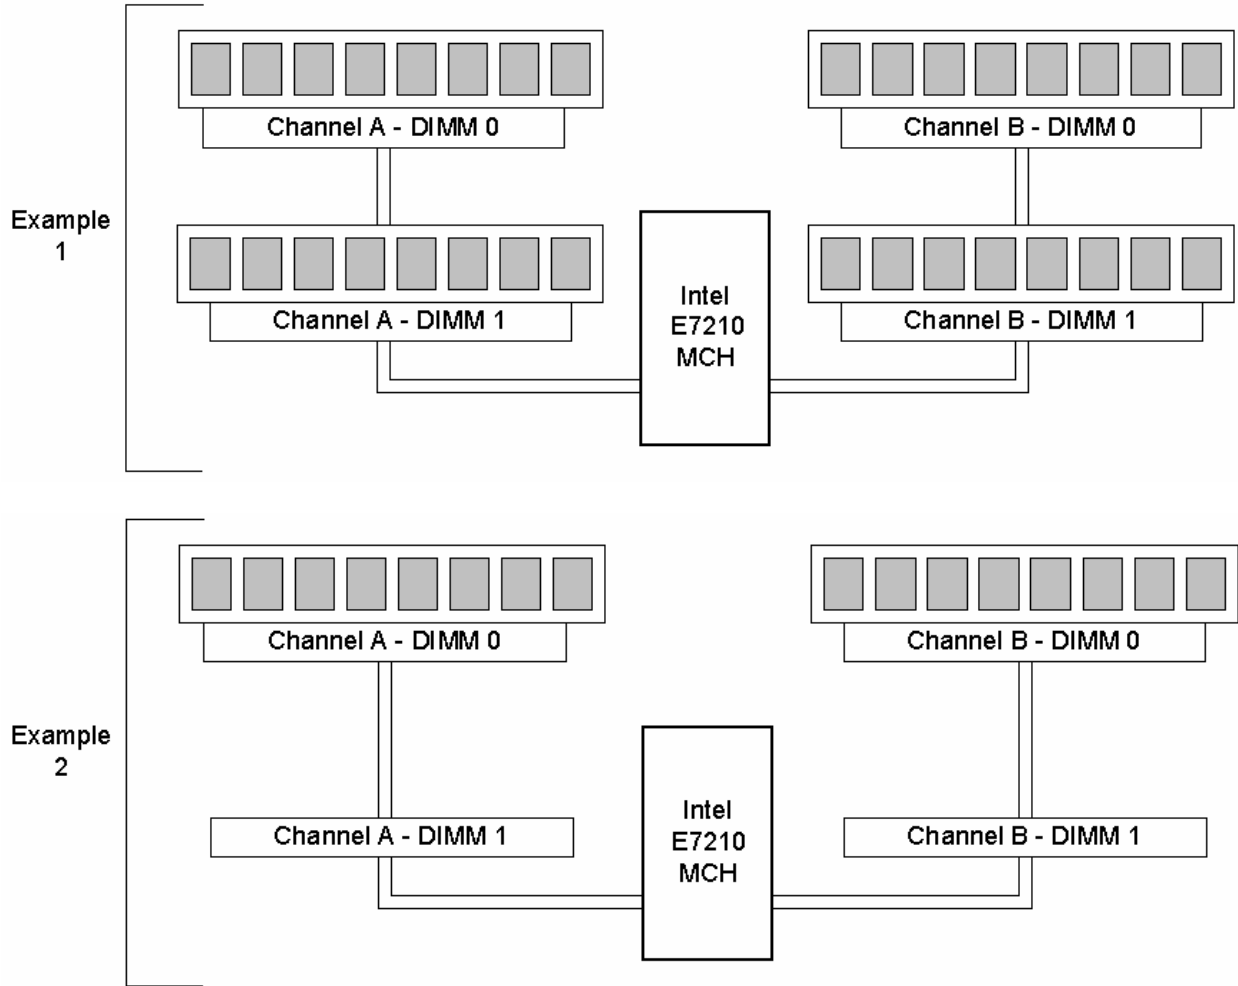 Channel A - DIMM 0
Channel B - DIMM 0
Example
1
Channel A - DIMM 1
Intel
E7210
MCH
Channel B - DIMM 1
Channel A - DIMM 0
Channel B - DIMM 0
Example
2
Channel A - DIMM 1
Intel
E7210
MCH
Channel B - DIMM 1